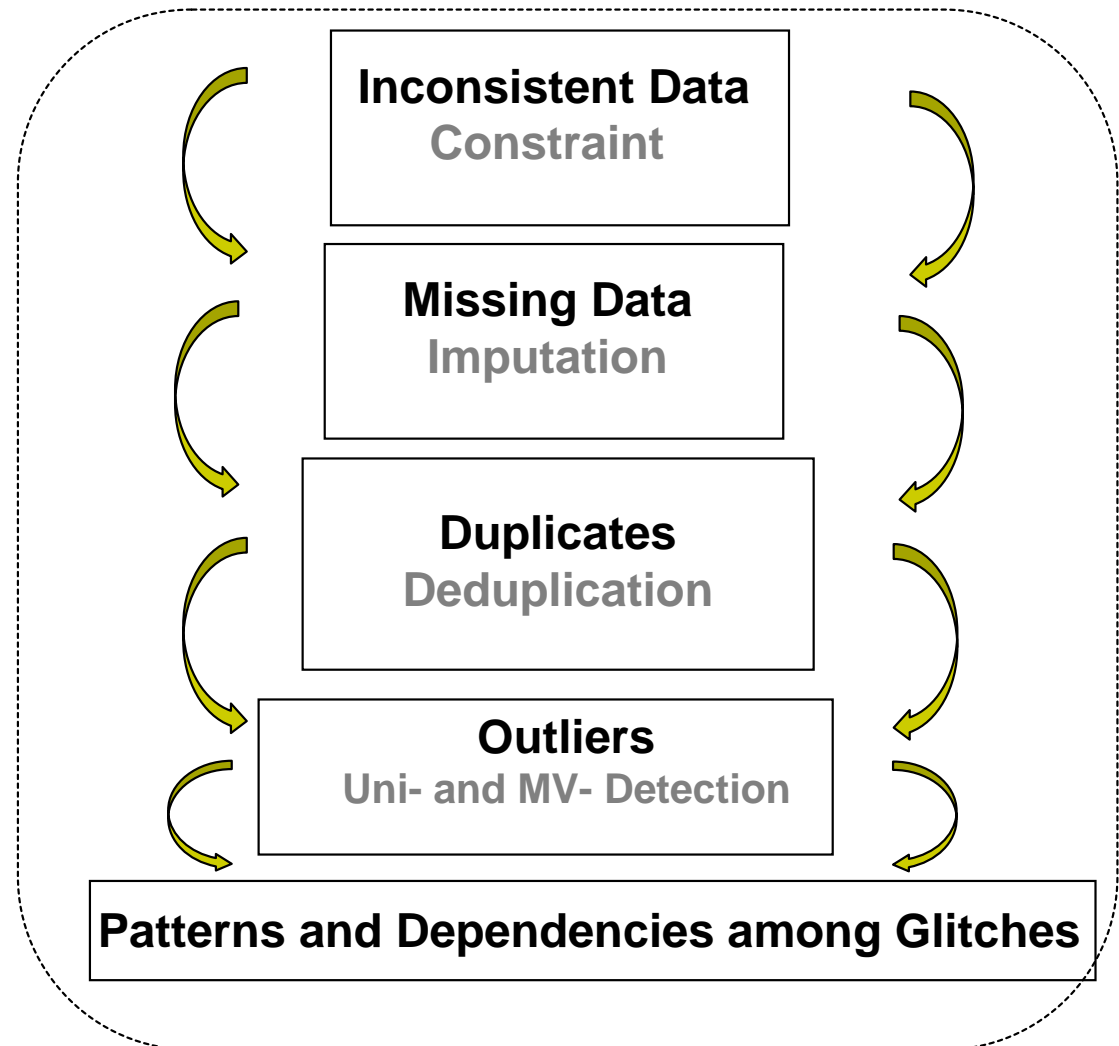 Inconsistent Data
Constraint
Missing Data
Imputation
Duplicates
Deduplication
Outliers
Uni- and MV- Detection
Patterns and Dependencies among Glitches